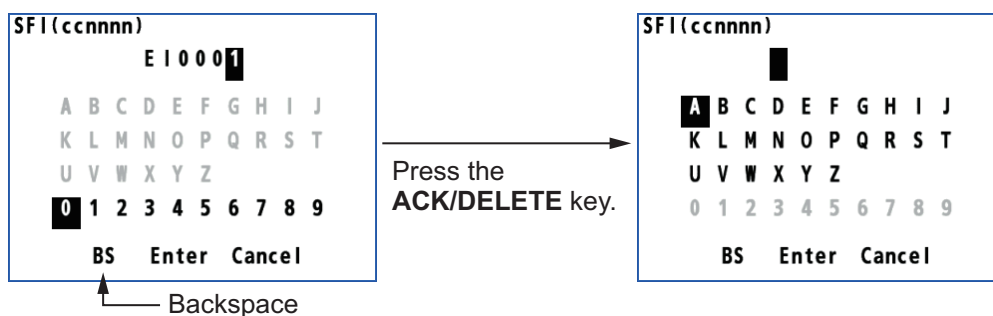 SFI(ccnnnn)
EI0001
A B C D E F G H I J
K L M N O P Q R S T
U V W X Y Z
0 1 2 3 4 5 6 7 8 9
BS Enter Cancel
Backspace
Press the
ACK/DELETE key.
SFI(ccnnnn)
A B C D E F G H I J
K L M N O P Q R S T
U V W X Y Z
0 1 2 3 4 5 6 7 8 9
BS Enter Cancel